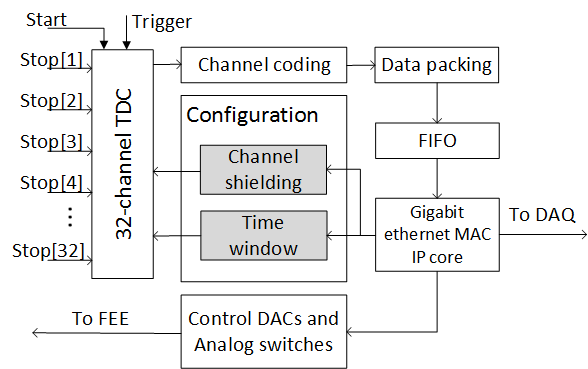 Start
Trigger
Stop[1]
Stop[2]
Stop[3]
Stop[4]
...
Stop[32]
32-channel TDC
Channel coding
Data packing
Configuration
Channel
shielding
Time
window
FIFO
Gigabit
ethernet MAC
IP core
To DAQ
To FEE
Control DACs and
Analog switches